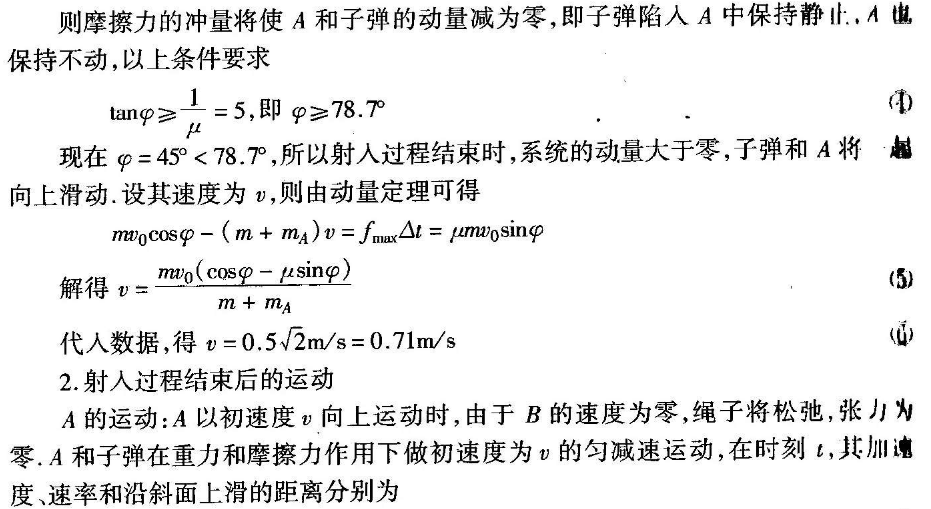 则摩擦力的冲量将使 A 和子弹的动量减为零,即子弹陷入 A 中保持静止,A 也
保持不动,以上条件要求
tanφ≥1/μ=5,即 φ≥78.7° (4)
现在 φ=45°<78.7°,所以射入过程结束时,系统的动量大于零,子弹和 A 将一起
向上滑动.设其速度为 v,则由动量定理可得
mv₀cosφ-(m+m_A)v=f_maxΔt=μmv₀sinφ
解得 v=mv₀(cosφ-μsinφ)/(m+m_A) (5)
代入数据,得 v=0.5√2m/s=0.71m/s (6)
2.射入过程结束后的运动
A 的运动:A 以初速度 v 向上运动时,由于 B 的速度为零,绳子将松弛,张力为
零.A 和子弹在重力和摩擦力作用下做初速度为 v 的匀减速运动,在时刻 t,其加速
度、速率和沿斜面上滑的距离分别为